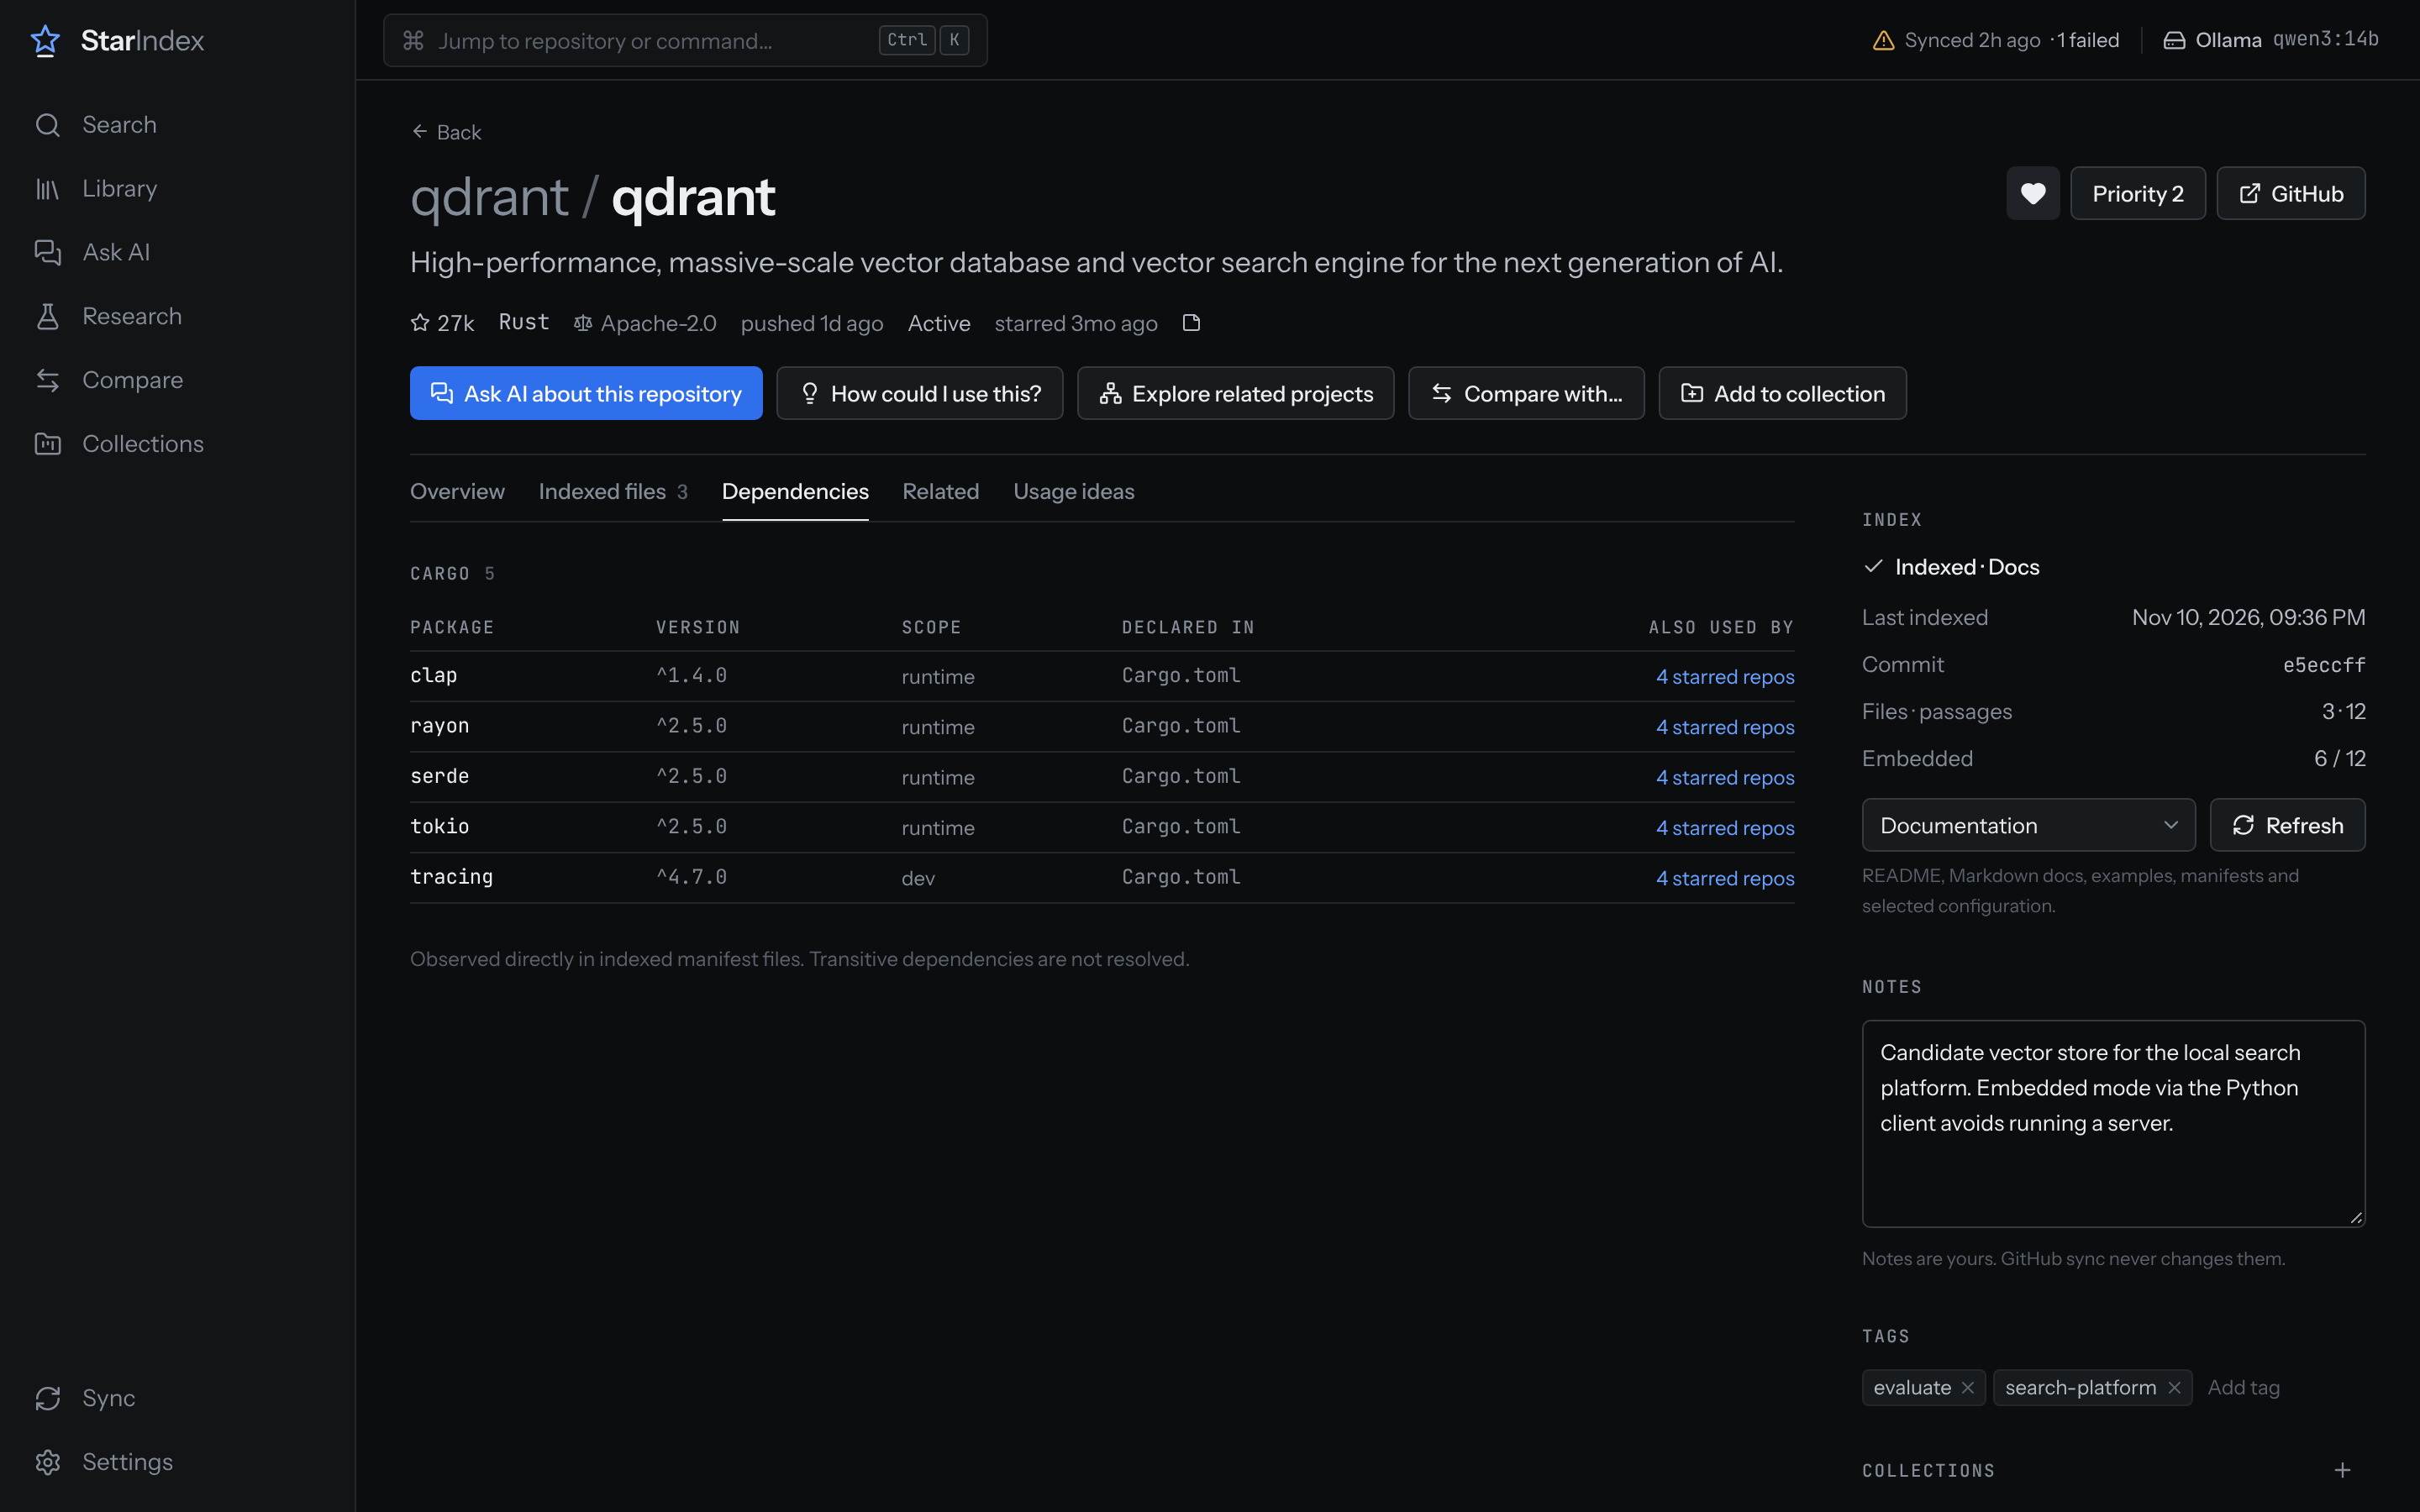 StarIndex
Search
Library
Ask AI
Research
Compare
Collections
Sync
Settings
⌘ Jump to repository or command... Ctrl K
Synced 2h ago · 1 failed
Ollama qwen3:14b
← Back
qdrant / qdrant
Priority 2
GitHub
High-performance, massive-scale vector database and vector search engine for the next generation of AI.
27k Rust Apache-2.0 pushed 1d ago Active starred 3mo ago
Ask AI about this repository
How could I use this?
Explore related projects
Compare with...
Add to collection
Overview Indexed files 3 Dependencies Related Usage ideas
CARGO 5
PACKAGE VERSION SCOPE DECLARED IN ALSO USED BY
clap ^1.4.0 runtime Cargo.toml 4 starred repos
rayon ^2.5.0 runtime Cargo.toml 4 starred repos
serde ^2.5.0 runtime Cargo.toml 4 starred repos
tokio ^2.5.0 runtime Cargo.toml 4 starred repos
tracing ^4.7.0 dev Cargo.toml 4 starred repos
Observed directly in indexed manifest files. Transitive dependencies are not resolved.
INDEX
Indexed · Docs
Last indexed Nov 10, 2026, 09:36 PM
Commit e5eccff
Files · passages 3 · 12
Embedded 6 / 12
Documentation
Refresh
README, Markdown docs, examples, manifests and
selected configuration.
NOTES
Candidate vector store for the local search
platform. Embedded mode via the Python
client avoids running a server.
Notes are yours. GitHub sync never changes them.
TAGS
evaluate × search-platform × Add tag
COLLECTIONS +